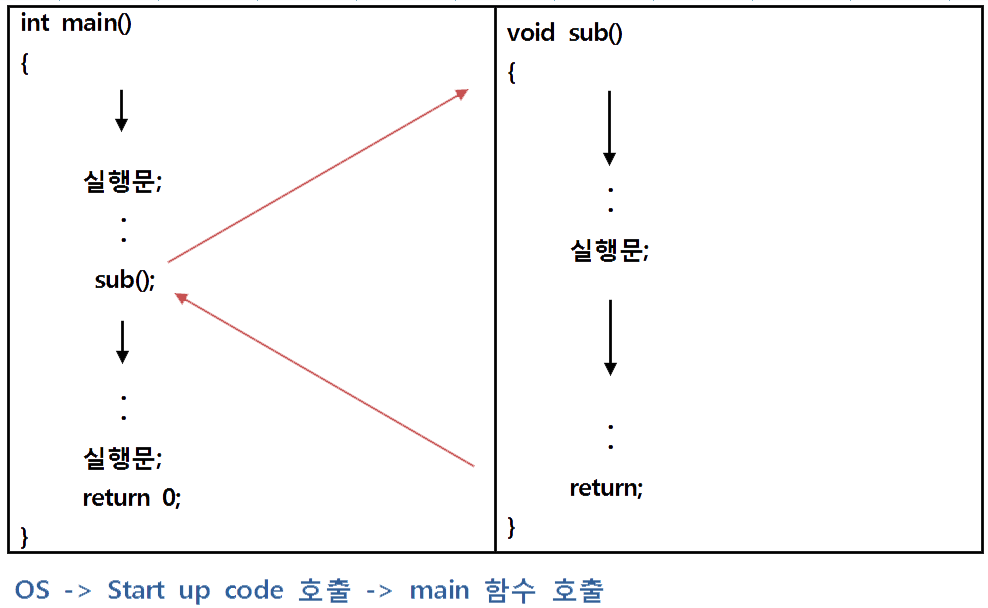 int main()
{
실행문;
:
sub();
:
실행문;
return 0;
}
void sub()
{
:
실행문;
:
return;
}
OS -> Start up code 호출 -> main 함수 호출